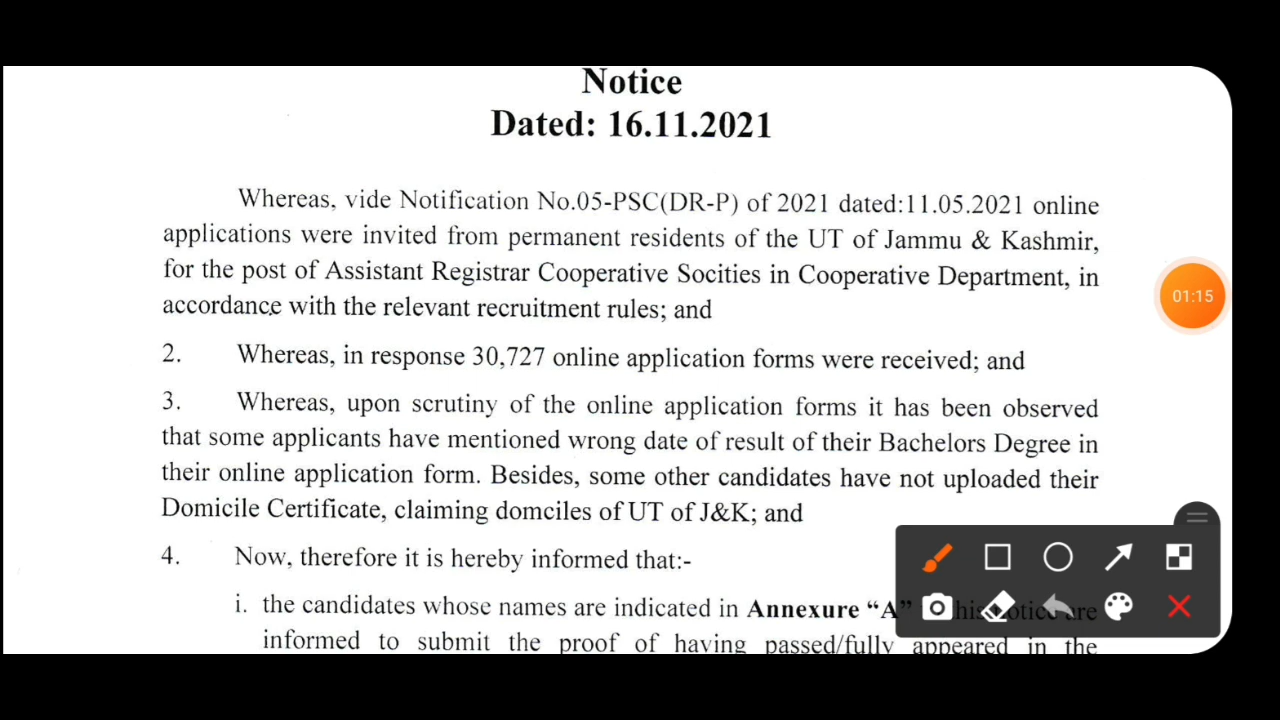 Notice
Dated: 16.11.2021
Whereas, vide Notification No.05-PSC(DR-P) of 2021 dated:11.05.2021 online
applications were invited from permanent residents of the UT of Jammu & Kashmir,
for the post of Assistant Registrar Cooperative Socities in Cooperative Department, in
accordance with the relevant recruitment rules; and
01:15
2. Whereas, in response 30,727 online application forms were received; and
3. Whereas, upon scrutiny of the online application forms it has been observed
that some applicants have mentioned wrong date of result of their Bachelors Degree in
their online application form. Besides, some other candidates have not uploaded their
Domicile Certificate, claiming domciles of UT of J&K; and
4. Now, therefore it is hereby informed that:-
i. the candidates whose names are indicated in Annexure “A” this notice are
informed to submit the proof of having passed/fully appeared in the